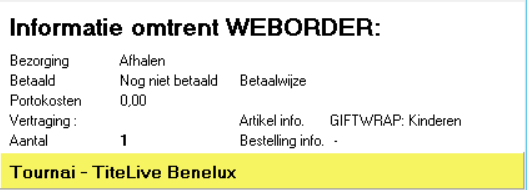 Informatie omtrent WEBORDER:
Bezorging Afhalen
Betaald Nog niet betaald Betaalwijze
Portokosten 0,00
Vertraging : Artikel info. GIFTWRAP: Kinderen
Aantal 1 Bestelling info. -
Tournai - TiteLive Benelux